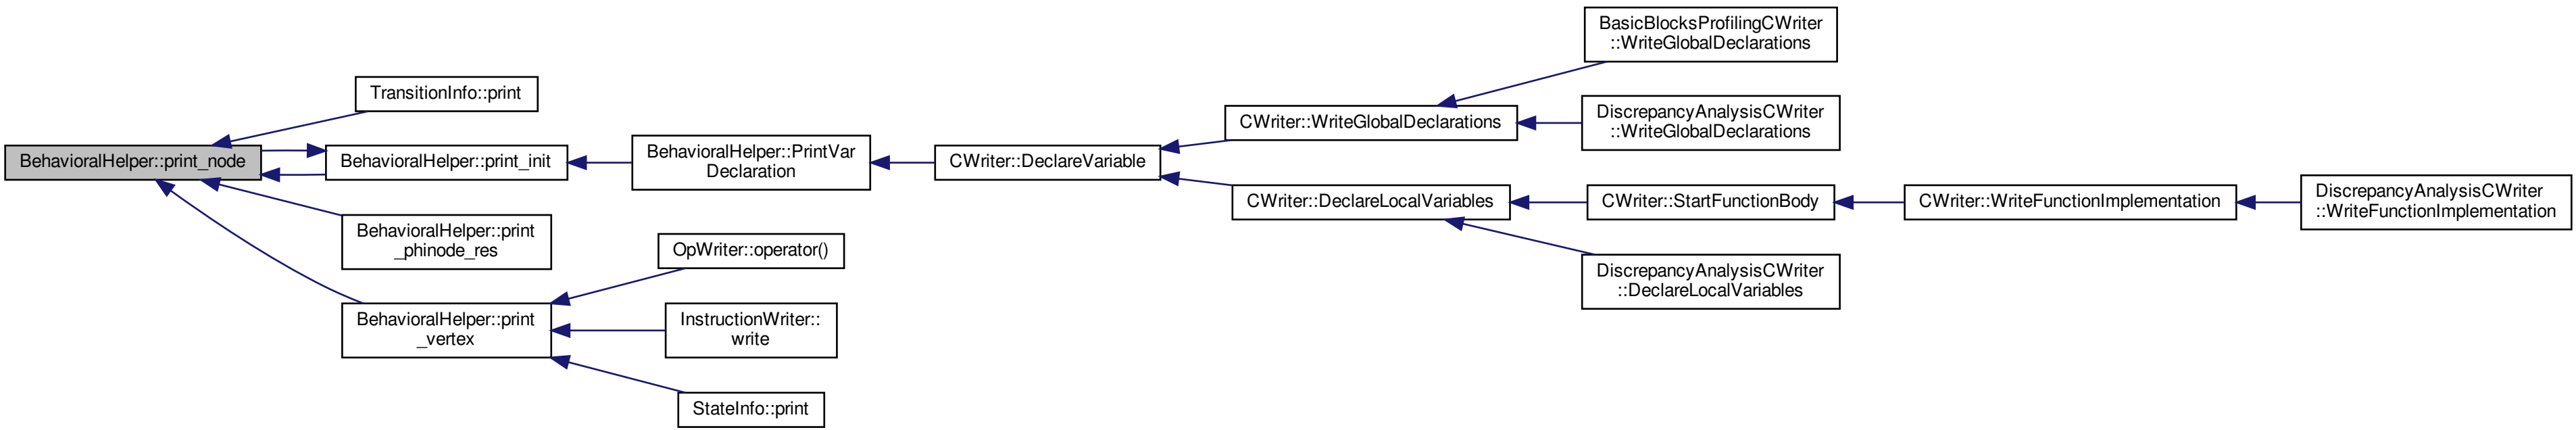 BehavioralHelper::print_node
TransitionInfo::print
BehavioralHelper::print_init
BehavioralHelper::print
_phinode_res
BehavioralHelper::print
_vertex
BehavioralHelper::PrintVar
Declaration
OpWriter::operator()
InstructionWriter::
write
StateInfo::print
CWriter::DeclareVariable
CWriter::WriteGlobalDeclarations
CWriter::DeclareLocalVariables
BasicBlocksProfilingCWriter
::WriteGlobalDeclarations
DiscrepancyAnalysisCWriter
::WriteGlobalDeclarations
CWriter::StartFunctionBody
DiscrepancyAnalysisCWriter
::DeclareLocalVariables
CWriter::WriteFunctionImplementation
DiscrepancyAnalysisCWriter
::WriteFunctionImplementation